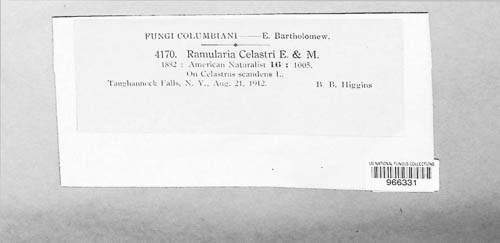 FUNGI COLUMBIANI—E. Bartholomew.
4170. Ramularia Celastri E. & M.
1882 : American Naturalist 16 : 1005.
On Celastrus scandens L.
Taughannock Falls, N. Y., Aug. 21, 1912. B. B. Higgins
US NATIONAL FUNGUS COLLECTIONS
966331